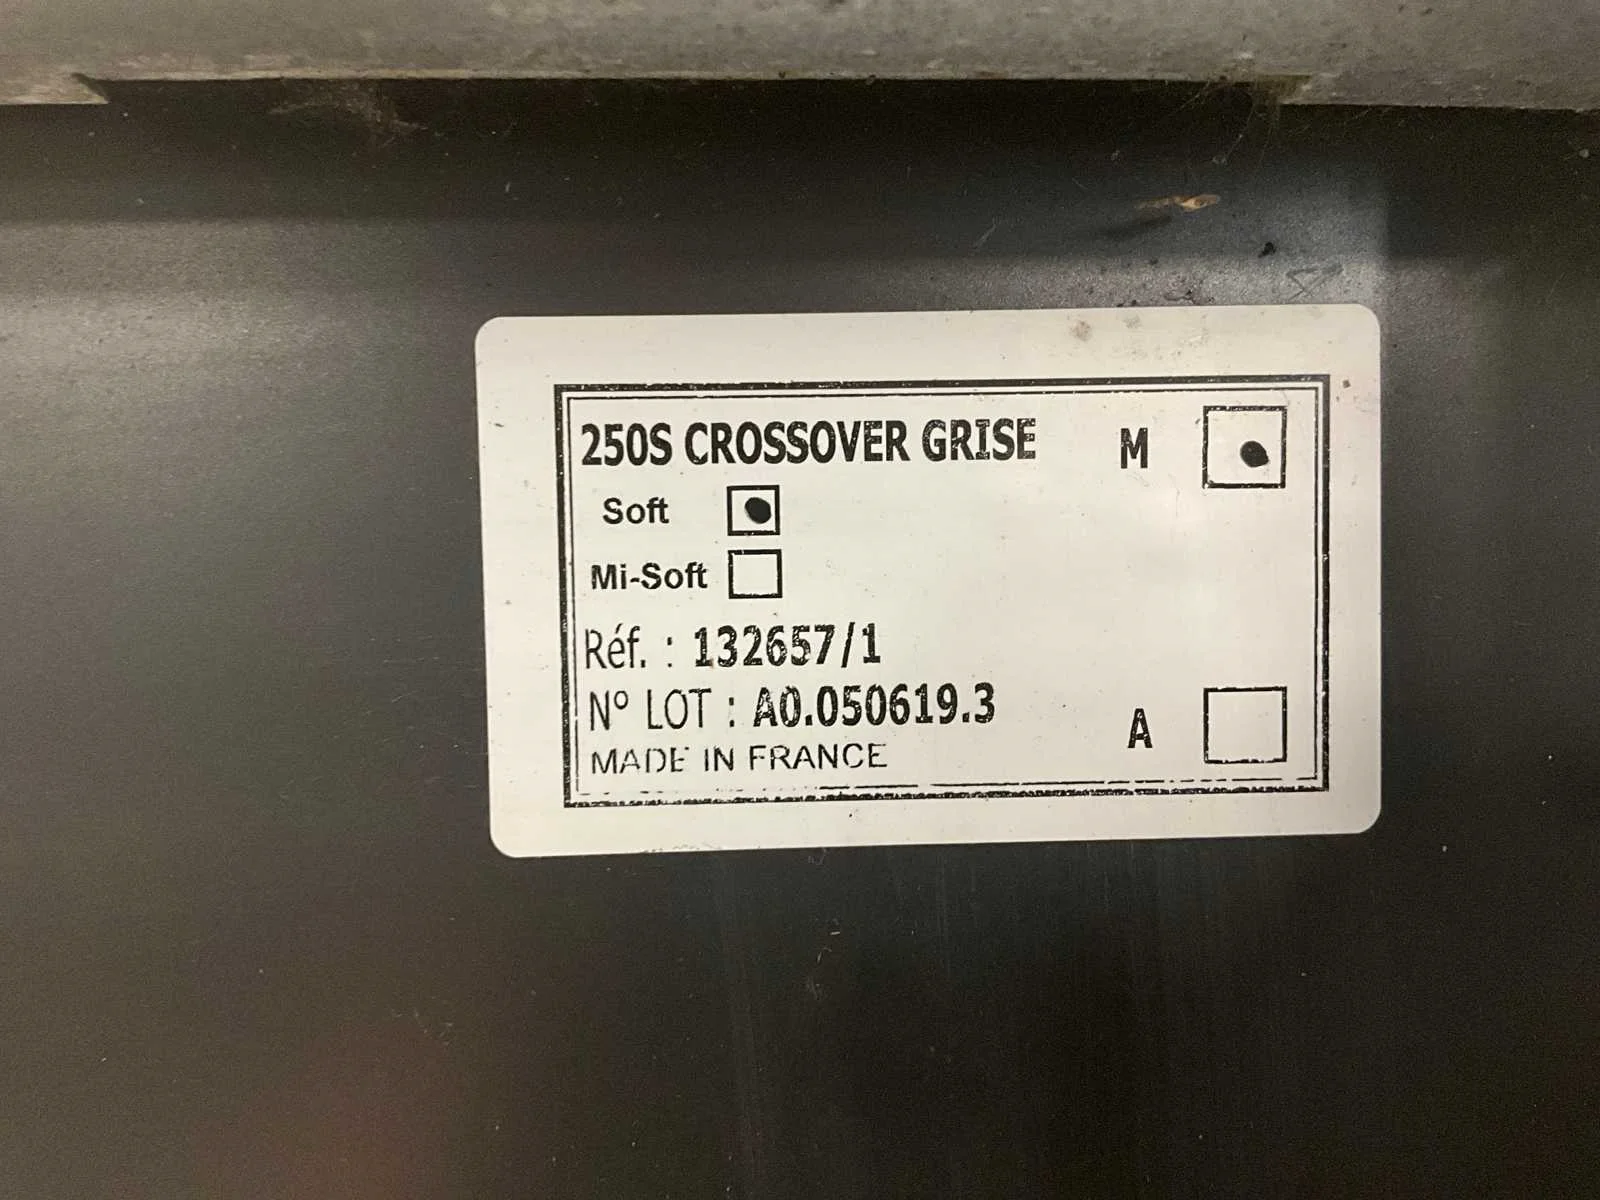 250S CROSSOVER GRISE M
Soft
Mi-Soft
Réf. : 132657/1
N° LOT : A0.050619.3 A
MADE IN FRANCE